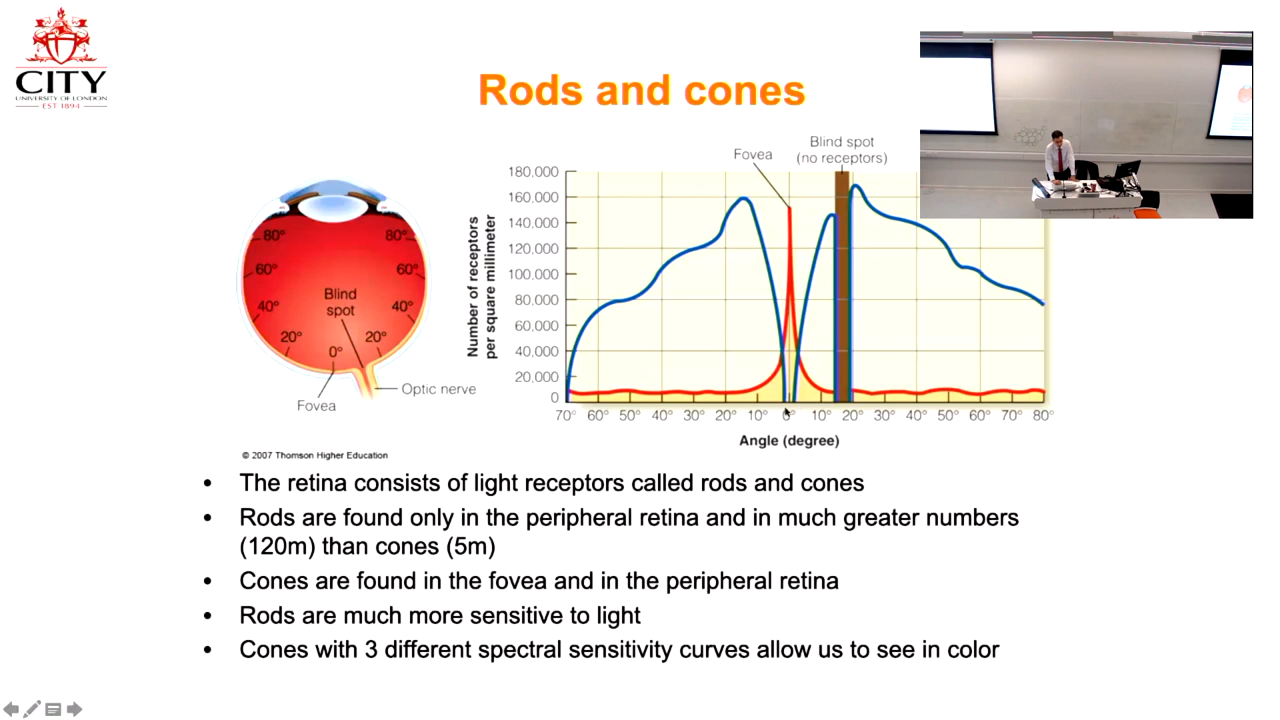 CITY
UNIVERSITY OF LONDON
EST 1894
Rods and cones
80°
80°
60°
60°
Blind
spot
40°
40°
20°
20°
0°
Optic nerve
Fovea
© 2007 Thomson Higher Education
Fovea
Blind spot
(no receptors)
Number of receptors
per square millimeter
180,000
160,000
140,000
120,000
100,000
80,000
60,000
40,000
20,000
0
70° 60° 50° 40° 30° 20° 10° 0° 10° 20° 30° 40° 50° 60° 70° 80°
Angle (degree)
• The retina consists of light receptors called rods and cones
• Rods are found only in the peripheral retina and in much greater numbers
(120m) than cones (5m)
• Cones are found in the fovea and in the peripheral retina
• Rods are much more sensitive to light
• Cones with 3 different spectral sensitivity curves allow us to see in color